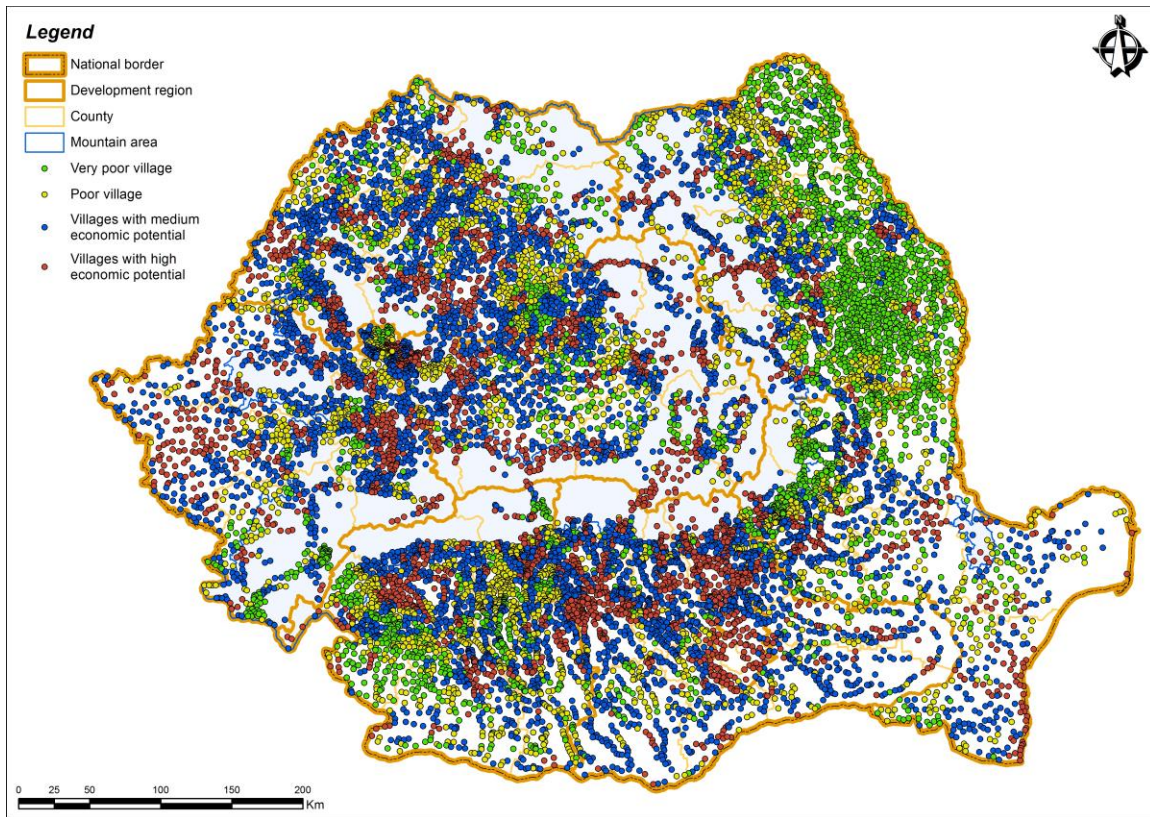 Legend
National border
Development region
County
Mountain area
Very poor village
Poor village
Villages with medium
economic potential
Villages with high
economic potential
N
0 25 50 100 150 200
Km